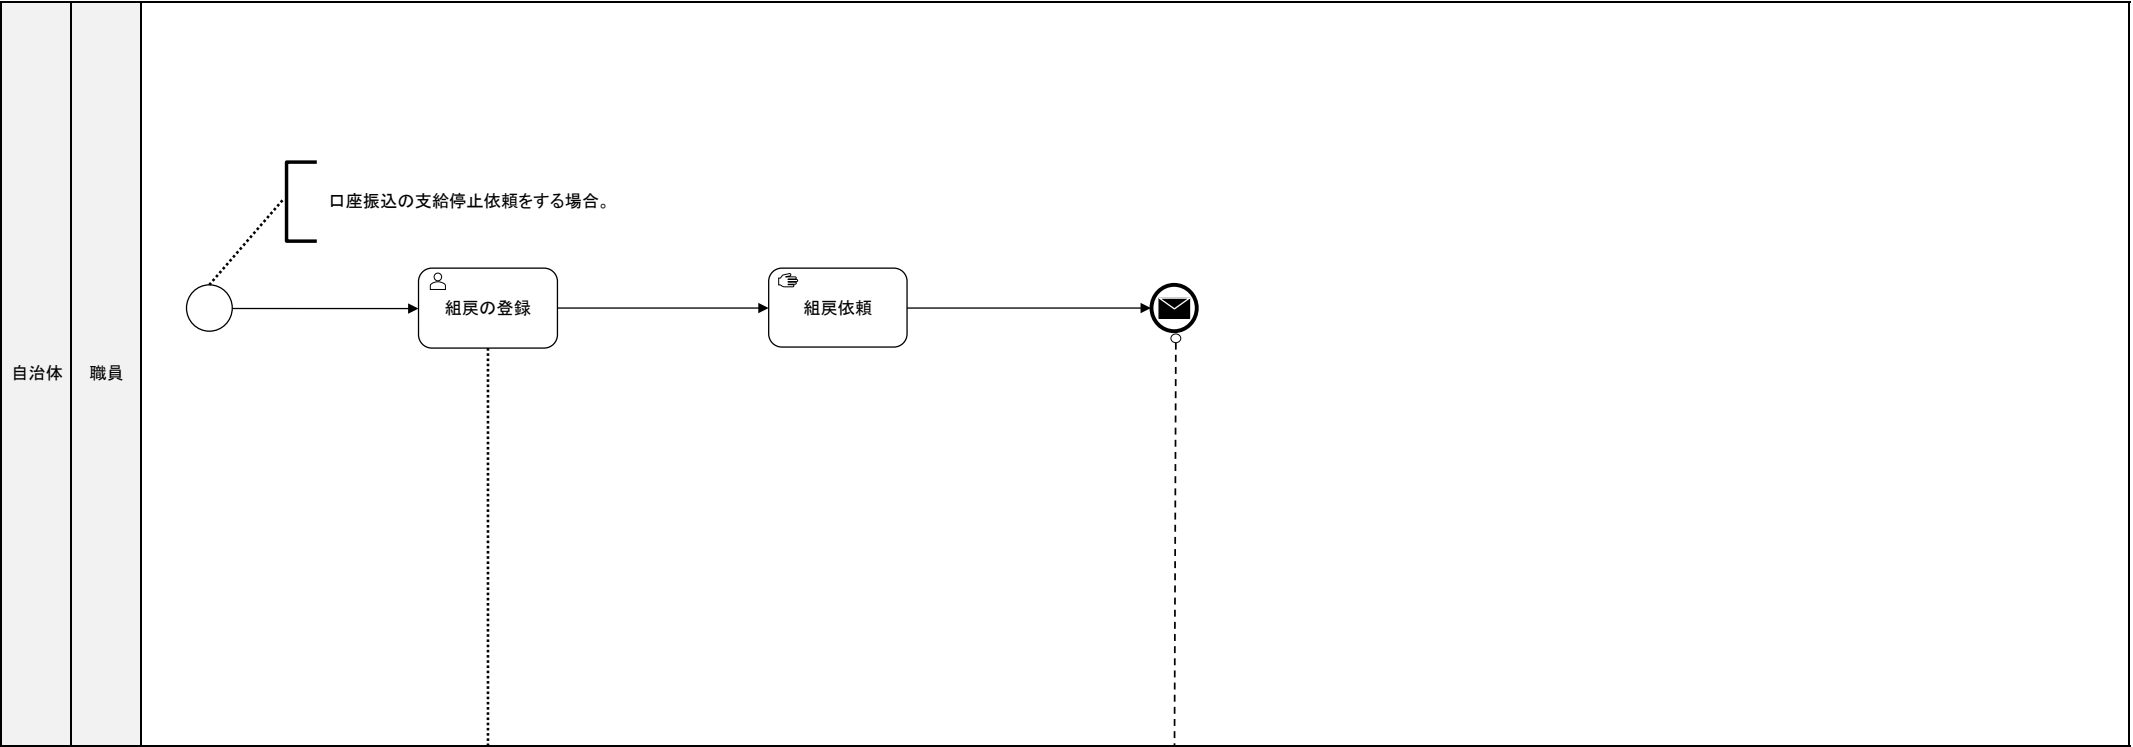 口座振込の支給停止依頼をする場合。
組戻の登録
組戻依頼
自治体
職員